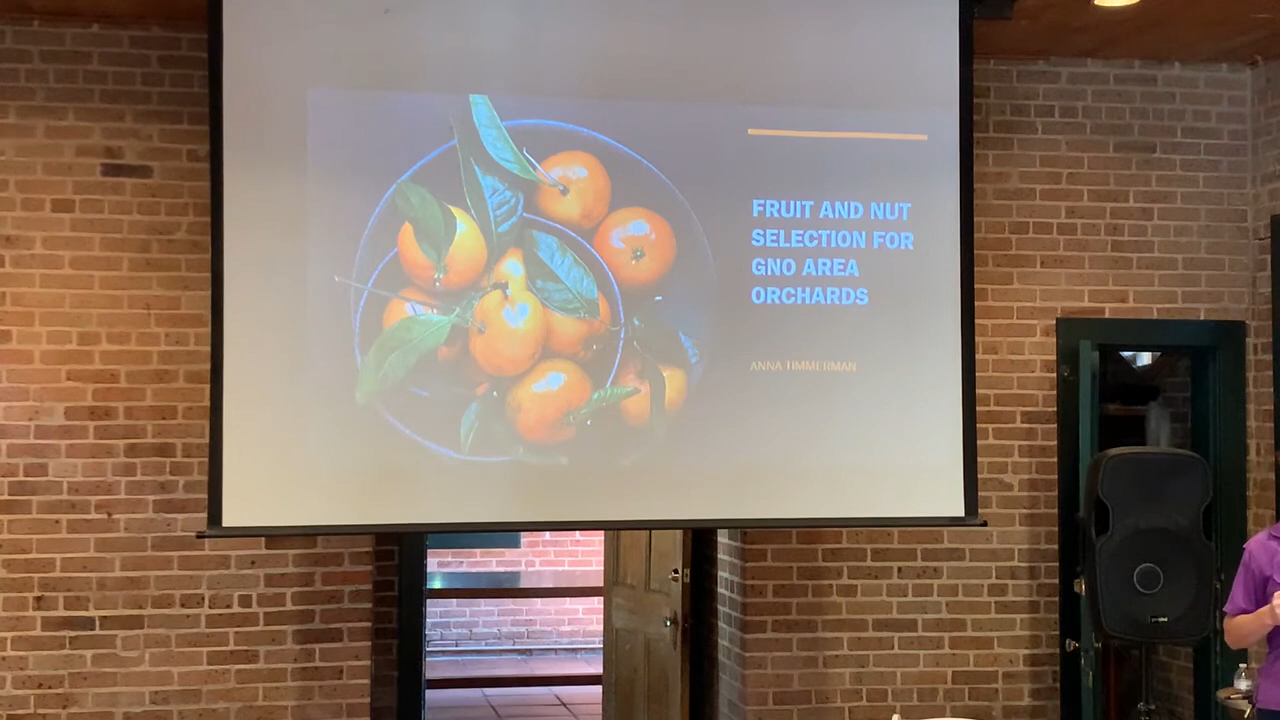 FRUIT AND NUT
SELECTION FOR
GNO AREA
ORCHARDS
ANNA TIMMERMAN